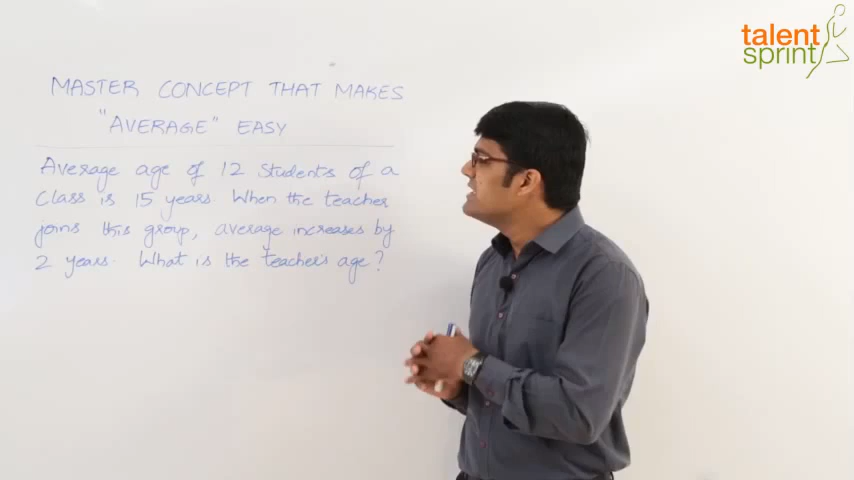 talent
sprint
MASTER CONCEPT THAT MAKES
"AVERAGE" EASY
Average age of 12 students of a
class is 15 years. When the teacher
joins this group, average increases by
2 years. What is the teacher's age?